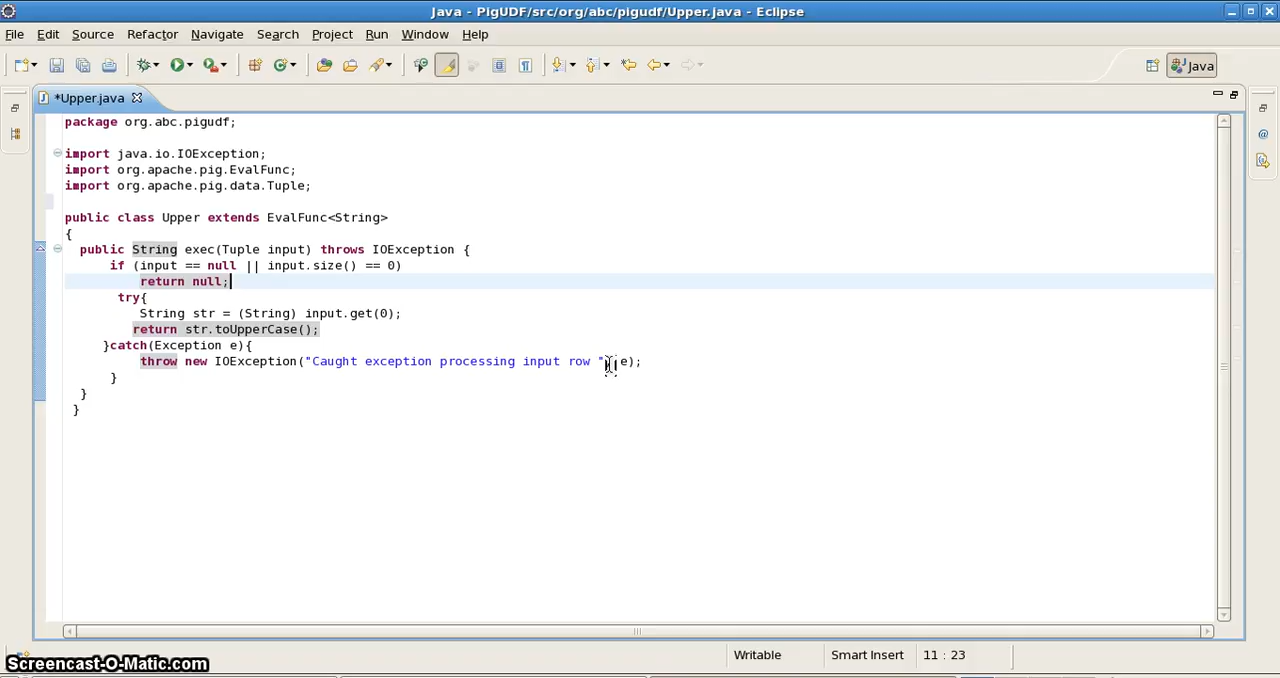 Java - PigUDF/src/org/abc/pigudf/Upper.java - Eclipse
File Edit Source Refactor Navigate Search Project Run Window Help
Java
*Upper.java
package org.abc.pigudf;
import java.io.IOException;
import org.apache.pig.EvalFunc;
import org.apache.pig.data.Tuple;
public class Upper extends EvalFunc<String>
{
public String exec(Tuple input) throws IOException {
if (input == null || input.size() == 0)
return null;
try{
String str = (String) input.get(0);
return str.toUpperCase();
}catch(Exception e){
throw new IOException("Caught exception processing input row ", e);
}
}
}
Writable Smart Insert 11 : 23
Screencast-O-Matic.com